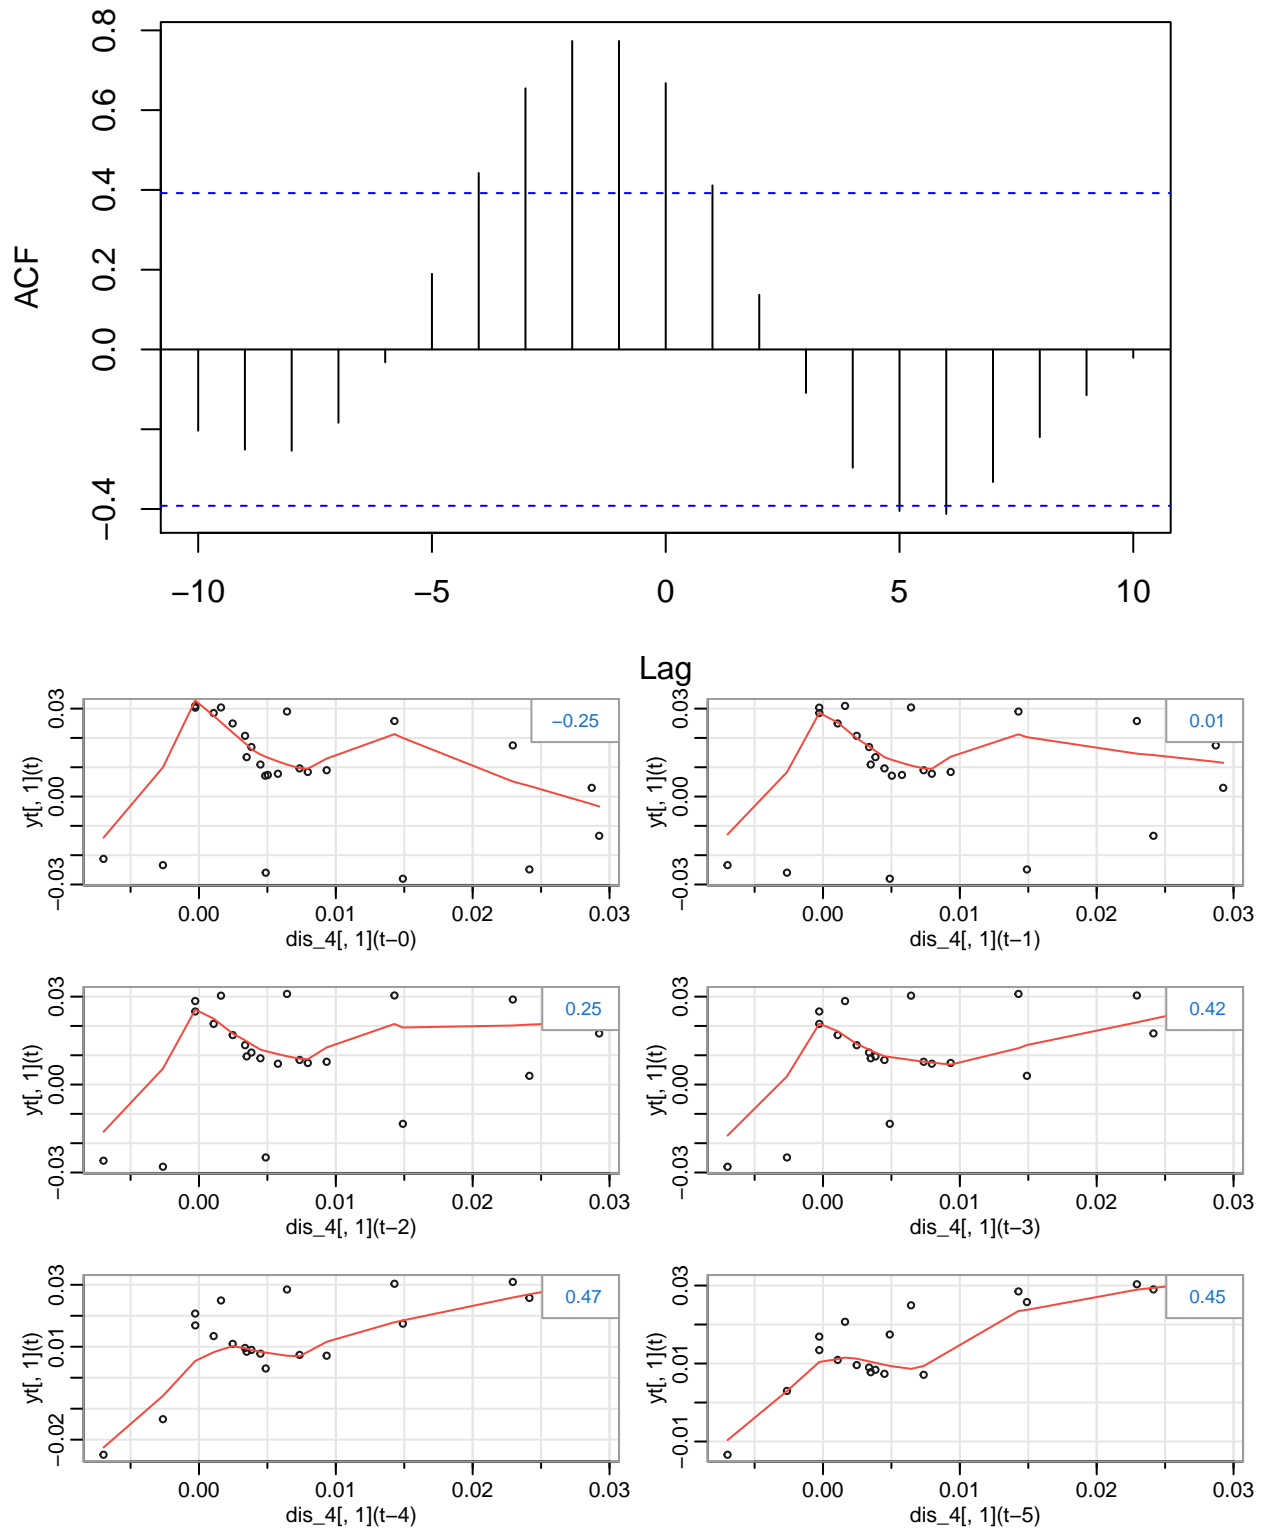 ACF
0.8
0.6
0.4
0.2
0.0
−0.4
−10 −5 0 5 10
Lag
yt[, 1](t)
0.03
0.00
−0.03
−0.25
0.00 0.01 0.02 0.03
dis_4[, 1](t−0)
yt[, 1](t)
0.03
0.00
−0.03
0.01
0.00 0.01 0.02 0.03
dis_4[, 1](t−1)
yt[, 1](t)
0.03
0.00
−0.03
0.25
0.00 0.01 0.02 0.03
dis_4[, 1](t−2)
yt[, 1](t)
0.03
0.00
−0.03
0.42
0.00 0.01 0.02 0.03
dis_4[, 1](t−3)
yt[, 1](t)
0.03
0.01
−0.02
0.47
0.00 0.01 0.02 0.03
dis_4[, 1](t−4)
yt[, 1](t)
0.03
0.01
−0.01
0.45
0.00 0.01 0.02 0.03
dis_4[, 1](t−5)